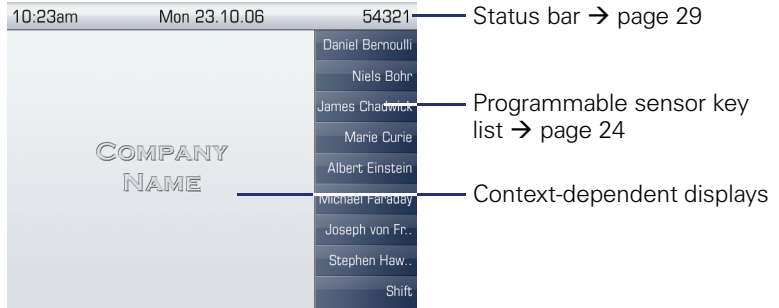 10:23am Mon 23.10.06 54321
Status bar → page 29
Daniel Bernoulli
Niels Bohr
James Chadwick
Programmable sensor key
list → page 24
Marie Curie
COMPANY
NAME
Albert Einstein
Michael Faraday
Context-dependent displays
Joseph von Fr..
Stephen Haw..
Shift